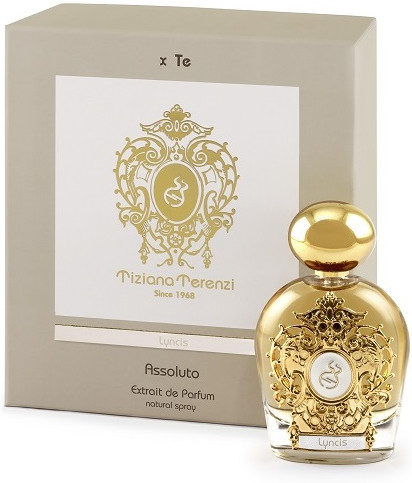 x Te
Tiziana Terenzi
Since 1968
Lyncis
Assoluto
Extrait de Parfum
natural spray
Lyncis